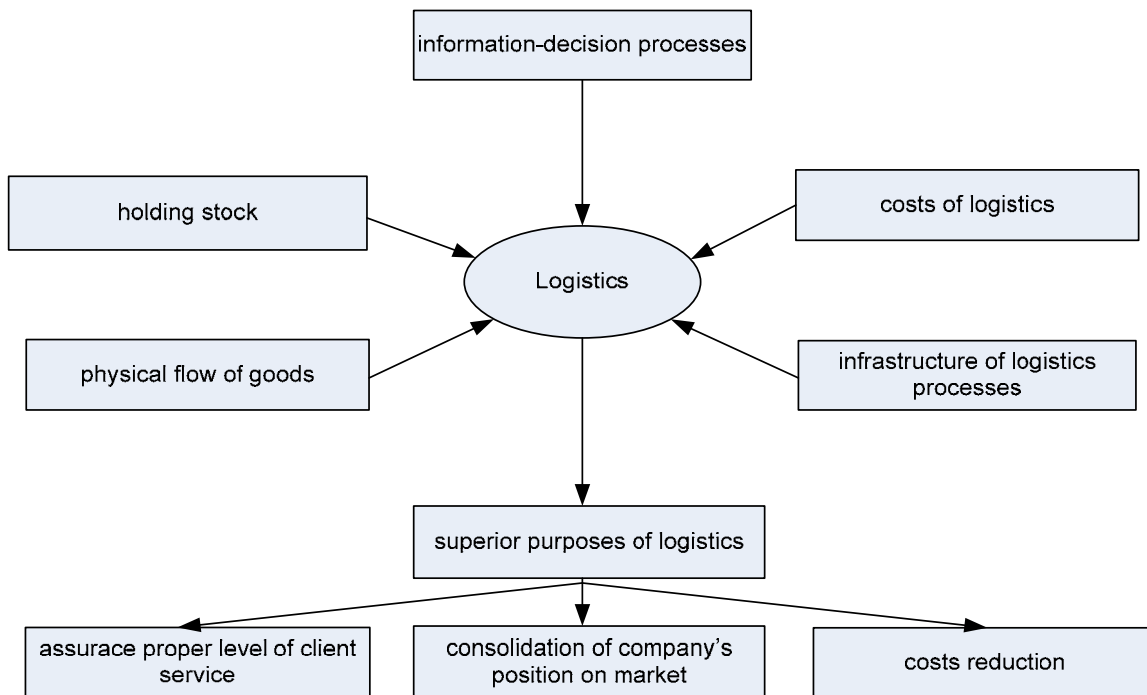 information-decision processes
holding stock
costs of logistics
Logistics
physical flow of goods
infrastructure of logistics
processes
superior purposes of logistics
assurace proper level of client
service
consolidation of company's
position on market
costs reduction